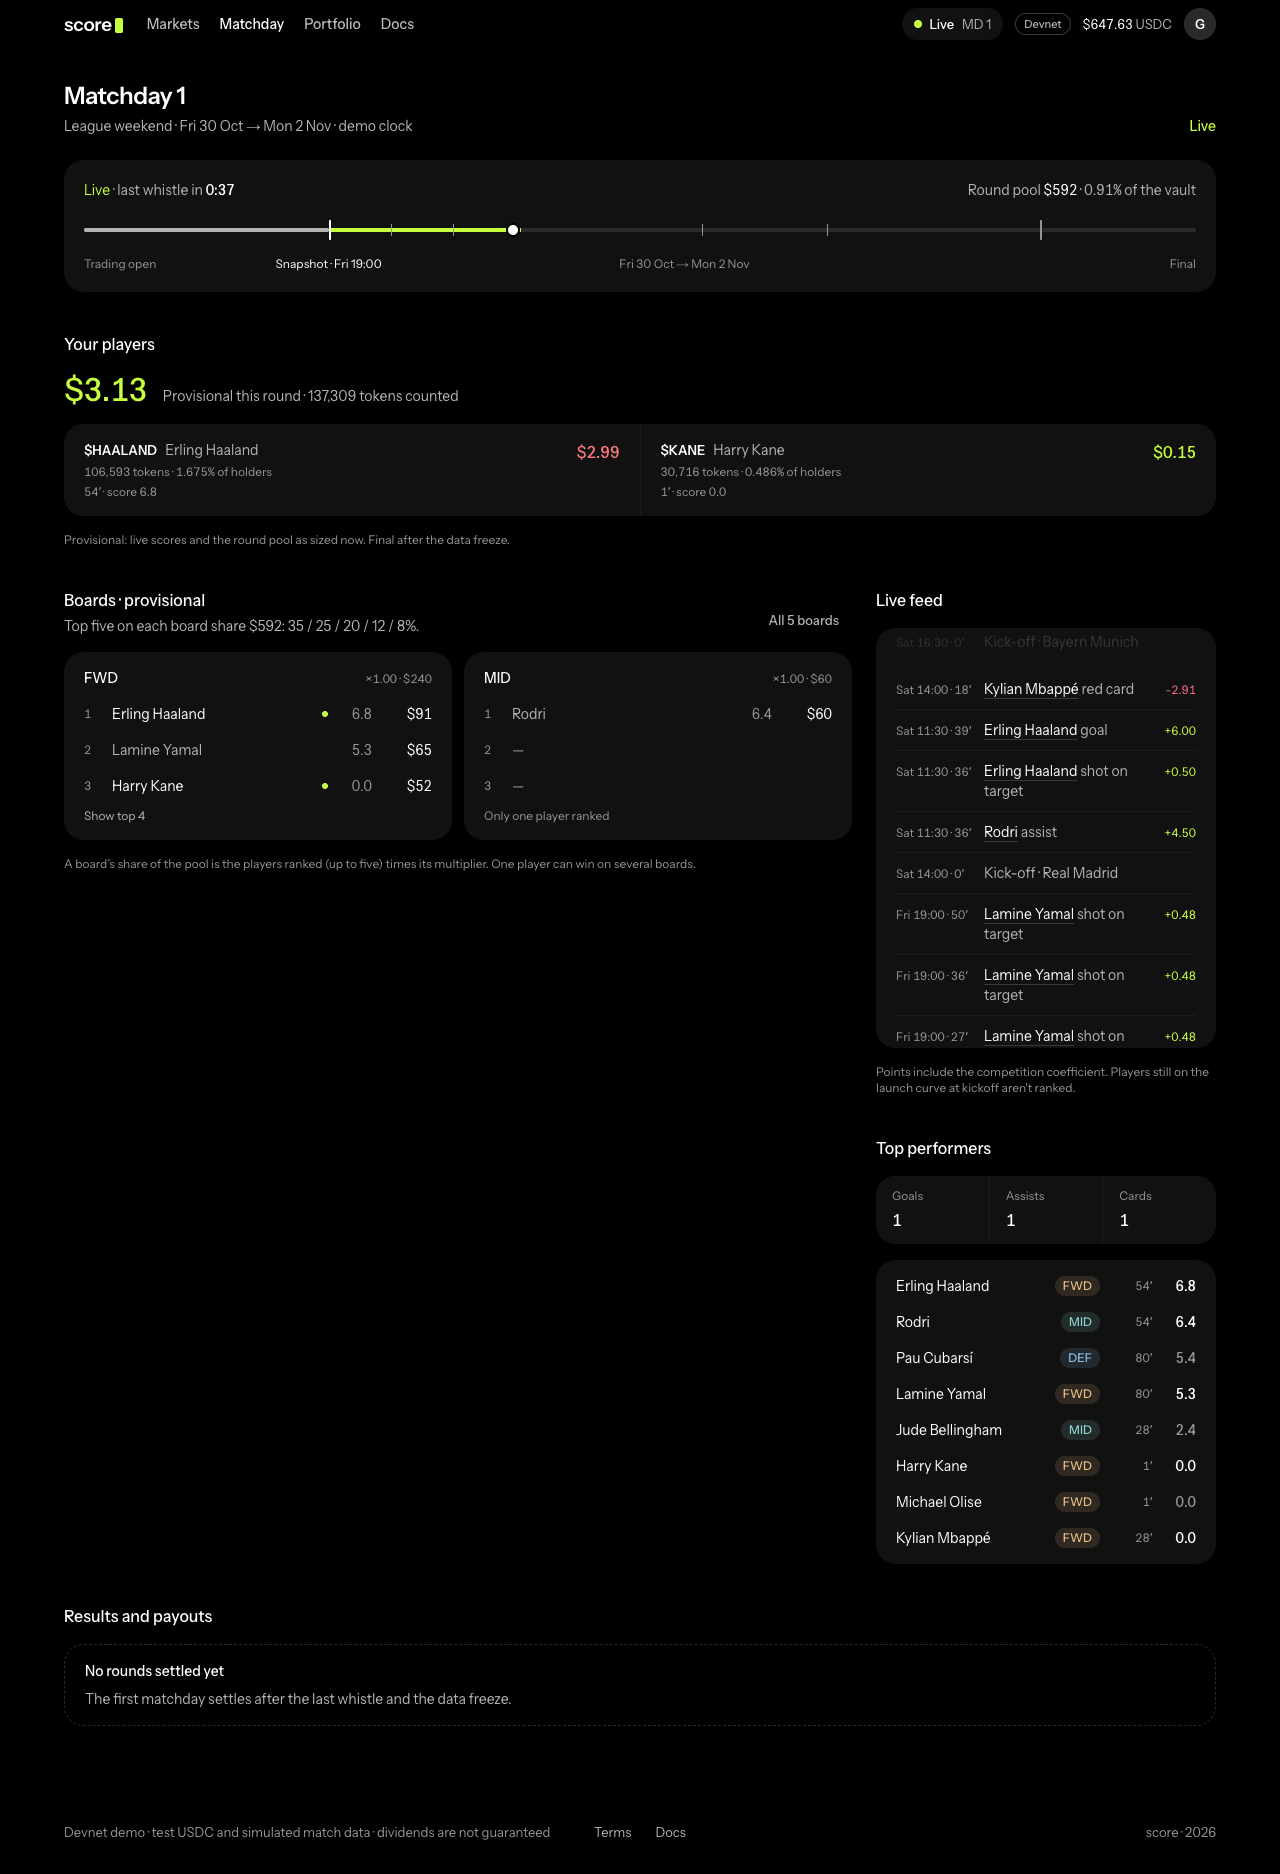 score Markets Matchday Portfolio Docs Live MD 1 Devnet $647.63 USDC G
Matchday 1
League weekend · Fri 30 Oct → Mon 2 Nov · demo clock Live
Live · last whistle in 0:37 Round pool $592 · 0.91% of the vault
Trading open Snapshot · Fri 19:00 Fri 30 Oct → Mon 2 Nov Final
Your players
$3.13 Provisional this round · 137,309 tokens counted
$HAALAND Erling Haaland $2.99
106,593 tokens · 1.675% of holders
54′ · score 6.8
$KANE Harry Kane $0.15
30,716 tokens · 0.486% of holders
1′ · score 0.0
Provisional: live scores and the round pool as sized now. Final after the data freeze.
Boards · provisional
Top five on each board share $592: 35 / 25 / 20 / 12 / 8%. All 5 boards
FWD ×1.00 · $240
1 Erling Haaland 6.8 $91
2 Lamine Yamal 5.3 $65
3 Harry Kane 0.0 $52
Show top 4
MID ×1.00 · $60
1 Rodri 6.4 $60
2 —
3 —
Only one player ranked
A board's share of the pool is the players ranked (up to five) times its multiplier. One player can win on several boards.
Live feed
Sat 16:30 · 0′ Kick-off · Bayern Munich
Sat 14:00 · 18′ Kylian Mbappé red card -2.91
Sat 11:30 · 39′ Erling Haaland goal +6.00
Sat 11:30 · 36′ Erling Haaland shot on +0.50
target
Sat 11:30 · 36′ Rodri assist +4.50
Sat 14:00 · 0′ Kick-off · Real Madrid
Fri 19:00 · 50′ Lamine Yamal shot on +0.48
target
Fri 19:00 · 36′ Lamine Yamal shot on +0.48
target
Fri 19:00 · 27′ Lamine Yamal shot on +0.48
Points include the competition coefficient. Players still on the
launch curve at kickoff aren't ranked.
Top performers
Goals Assists Cards
1 1 1
Erling Haaland FWD 54′ 6.8
Rodri MID 54′ 6.4
Pau Cubarsí DEF 80′ 5.4
Lamine Yamal FWD 80′ 5.3
Jude Bellingham MID 28′ 2.4
Harry Kane FWD 1′ 0.0
Michael Olise FWD 1′ 0.0
Kylian Mbappé FWD 28′ 0.0
Results and payouts
No rounds settled yet
The first matchday settles after the last whistle and the data freeze.
Devnet demo · test USDC and simulated match data · dividends are not guaranteed Terms Docs score · 2026